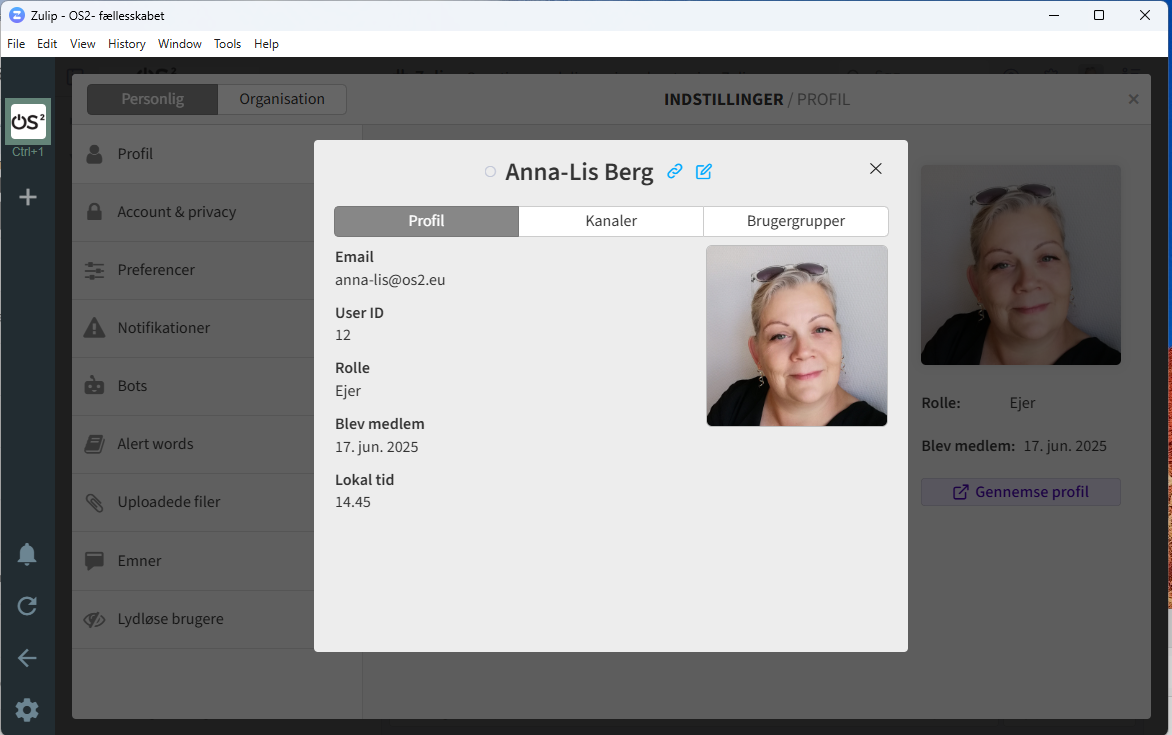 Zulip - OS2- fællesskabet
File Edit View History Window Tools Help
OS²
Ctrl+1
Personlig
Organisation
INDSTILLINGER / PROFIL
Profil
Account & privacy
Preferencer
Notifikationer
Bots
Alert words
Uploadede filer
Emner
Lydløse brugere
Anna-Lis Berg
Profil
Kanaler
Brugergrupper
Email
anna-lis@os2.eu
User ID
12
Rolle
Ejer
Blev medlem
17. jun. 2025
Lokal tid
14.45
Rolle: Ejer
Blev medlem: 17. jun. 2025
Gennemse profil